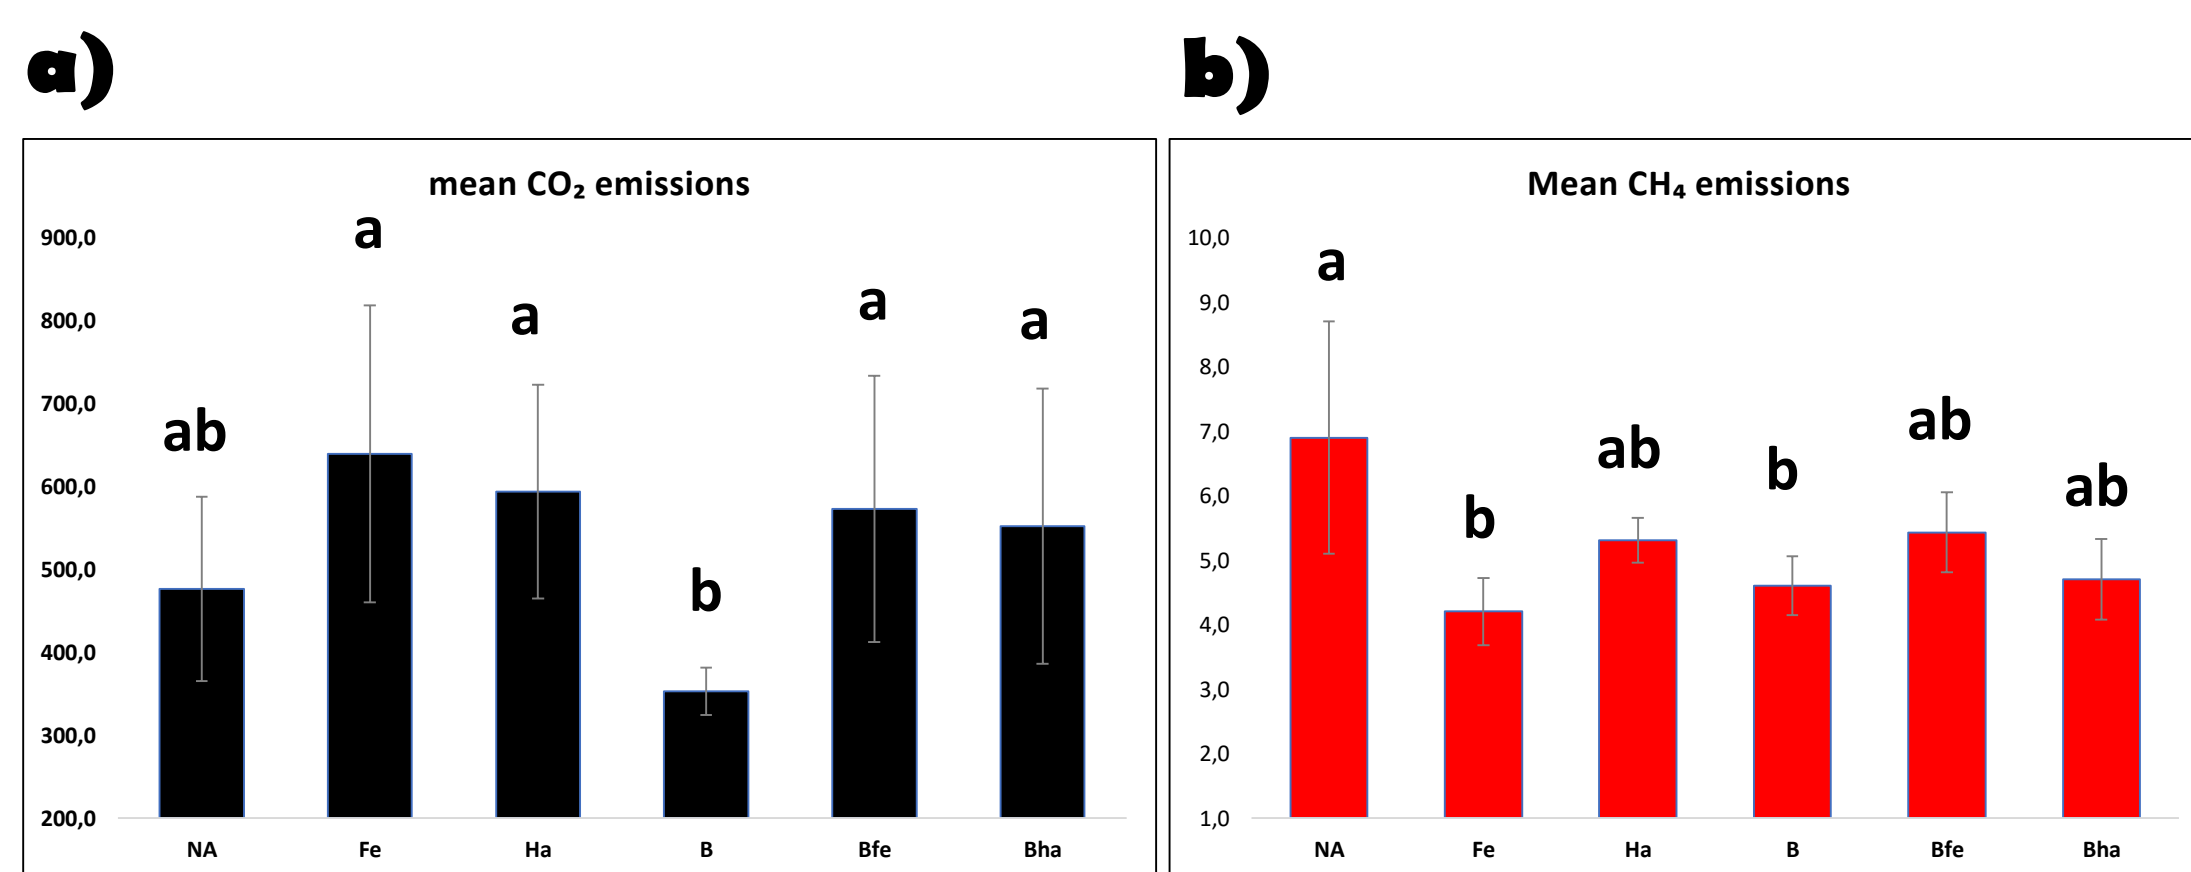 a)
mean CO₂ emissions
900,0
800,0
700,0
600,0
500,0
400,0
300,0
200,0
ab
a
a
b
a
a
NA Fe Ha B Bfe Bha
b)
Mean CH₄ emissions
10,0
9,0
8,0
7,0
6,0
5,0
4,0
3,0
2,0
1,0
a
b
ab
b
ab
ab
NA Fe Ha B Bfe Bha